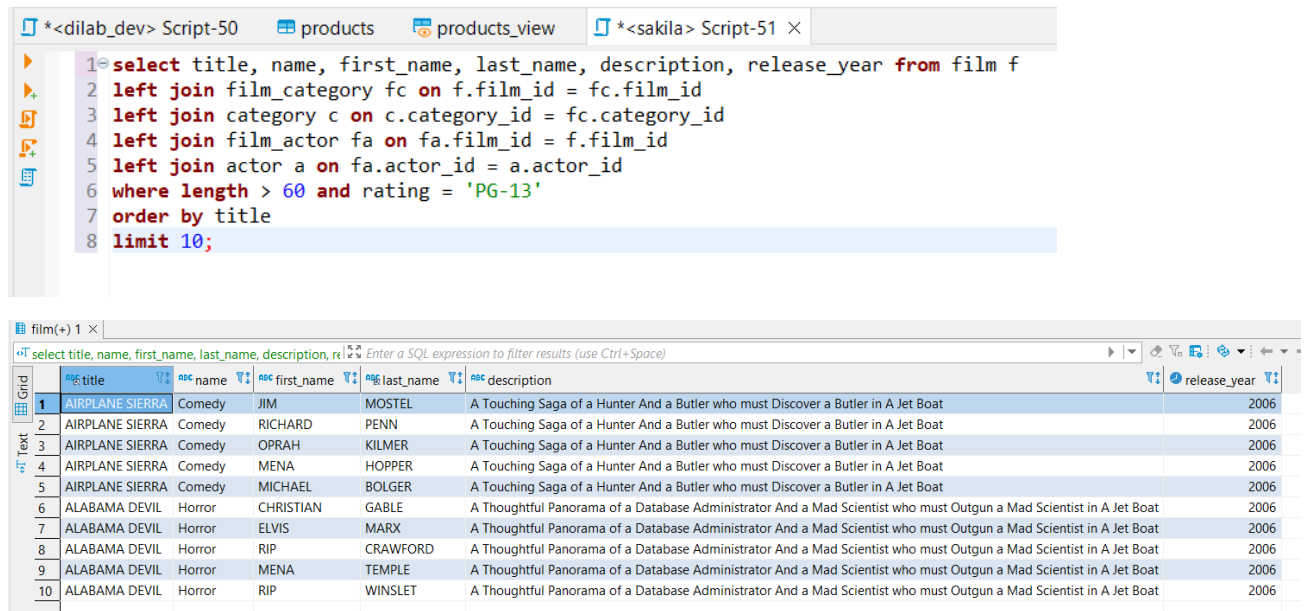 *<dilab_dev> Script-50 products products_view *<sakila> Script-51
1 select title, name, first_name, last_name, description, release_year from film f
2 left join film_category fc on f.film_id = fc.film_id
3 left join category c on c.category_id = fc.category_id
4 left join film_actor fa on fa.film_id = f.film_id
5 left join actor a on fa.actor_id = a.actor_id
6 where length > 60 and rating = 'PG-13'
7 order by title
8 limit 10;
film(+) 1
select title, name, first_name, last_name, description, re Enter a SQL expression to filter results (use Ctrl+Space)
Grid
Text
title name first_name last_name description release_year
1 AIRPLANE SIERRA Comedy JIM MOSTEL A Touching Saga of a Hunter And a Butler who must Discover a Butler in A Jet Boat 2006
2 AIRPLANE SIERRA Comedy RICHARD PENN A Touching Saga of a Hunter And a Butler who must Discover a Butler in A Jet Boat 2006
3 AIRPLANE SIERRA Comedy OPRAH KILMER A Touching Saga of a Hunter And a Butler who must Discover a Butler in A Jet Boat 2006
4 AIRPLANE SIERRA Comedy MENA HOPPER A Touching Saga of a Hunter And a Butler who must Discover a Butler in A Jet Boat 2006
5 AIRPLANE SIERRA Comedy MICHAEL BOLGER A Touching Saga of a Hunter And a Butler who must Discover a Butler in A Jet Boat 2006
6 ALABAMA DEVIL Horror CHRISTIAN GABLE A Thoughtful Panorama of a Database Administrator And a Mad Scientist who must Outgun a Mad Scientist in A Jet Boat 2006
7 ALABAMA DEVIL Horror ELVIS MARX A Thoughtful Panorama of a Database Administrator And a Mad Scientist who must Outgun a Mad Scientist in A Jet Boat 2006
8 ALABAMA DEVIL Horror RIP CRAWFORD A Thoughtful Panorama of a Database Administrator And a Mad Scientist who must Outgun a Mad Scientist in A Jet Boat 2006
9 ALABAMA DEVIL Horror MENA TEMPLE A Thoughtful Panorama of a Database Administrator And a Mad Scientist who must Outgun a Mad Scientist in A Jet Boat 2006
10 ALABAMA DEVIL Horror RIP WINSLET A Thoughtful Panorama of a Database Administrator And a Mad Scientist who must Outgun a Mad Scientist in A Jet Boat 2006